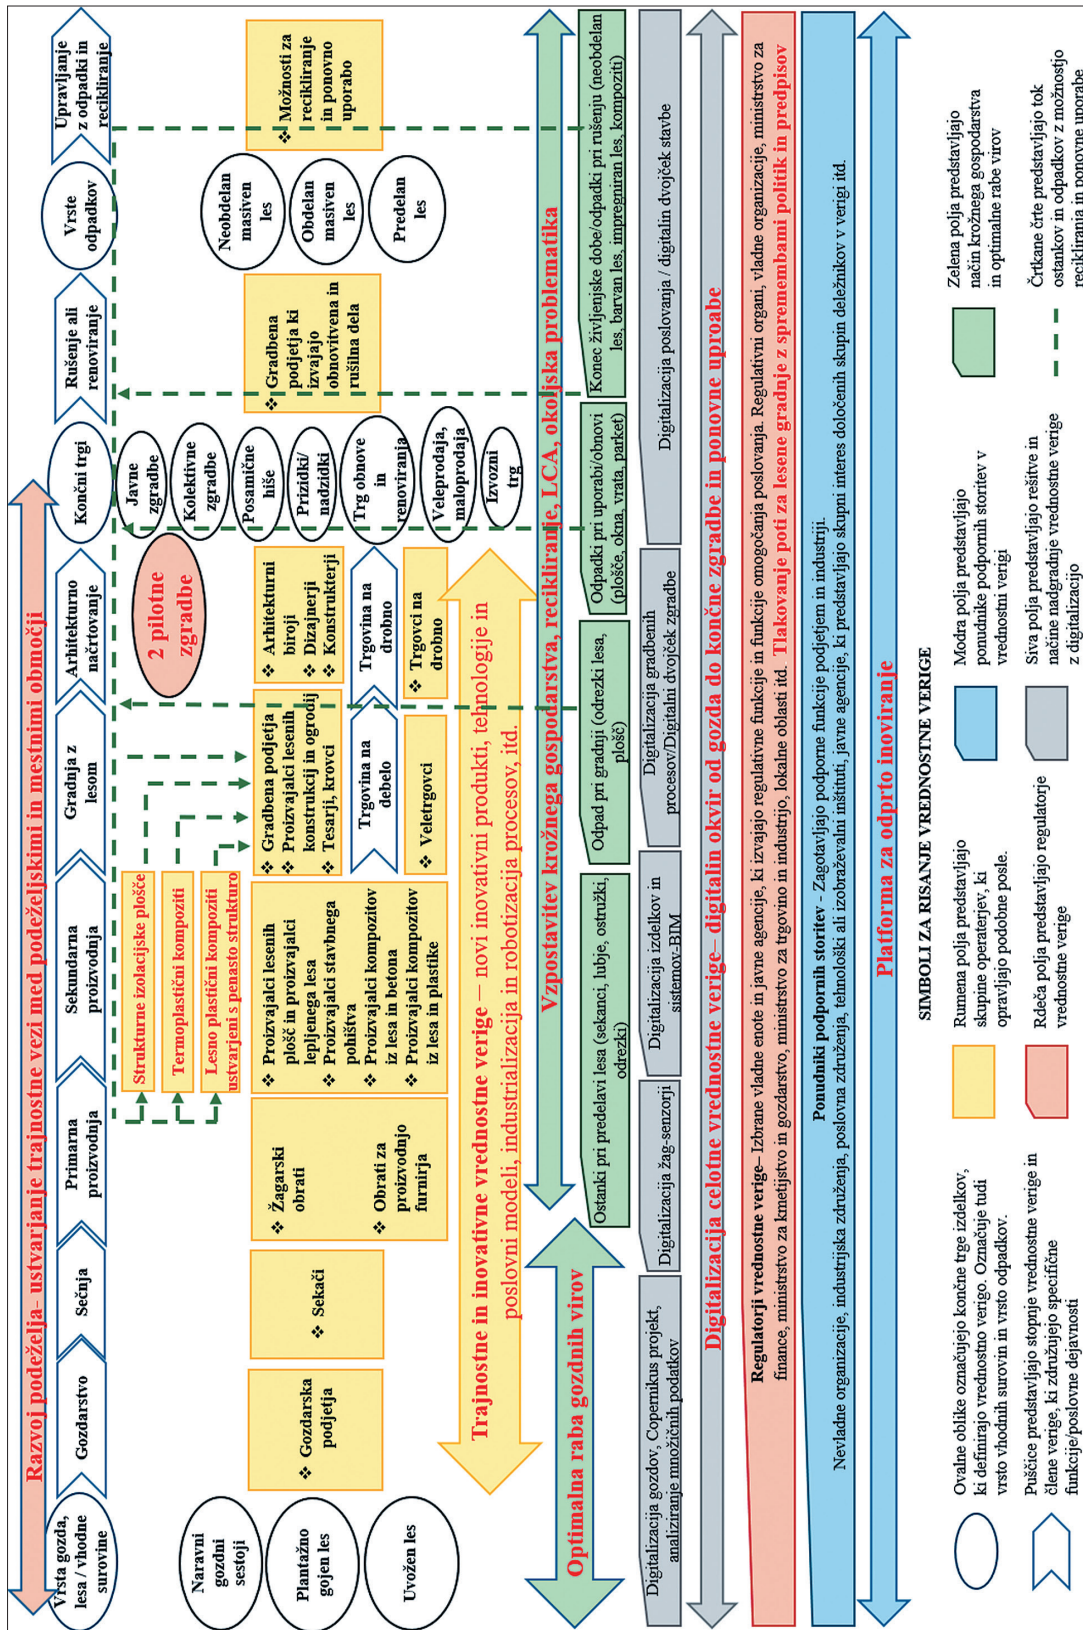 Razvoj podeželja- ustvarjanje trajnostne vezi med podeželjskimi in mestnimi območji
Vrsta gozda,
lesa / vhodne
surovine
Gozdarstvo
Sečnja
Primarna
proizvodnja
Sekundarna
proizvodnja
Gradnja z
lesom
Arhitekturno
načrtovanje
Končni trgi
Rušenje ali
renoviranje
Vrste
odpadkov
Upravljanje
z odpadki in
recikliranje
Naravni
gozdni
sestoji
Plantažno
gojen les
Uvožen les
❖ Gozdarska
podjetja
❖ Sekači
❖ Žagarski
obrati
❖ Obrati za
proizvodnjo
furnirja
Strukturne izolacijske plošče
Termoplastični kompoziti
Lesno plastični kompoziti
ustvarjeni s penasto strukturo
❖ Proizvajalci lesenih
plošč in proizvajalci
lepljenega lesa
❖ Proizvajalci stavbnega
pohištva
❖ Proizvajalci kompozitov
iz lesa in betona
❖ Proizvajalci kompozitov
iz lesa in plastike
❖ Gradbena podjetja
❖ Proizvajalci lesenih
konstrukcij in ogrodij
❖ Tesarji, krovci
Trgovina na
debelo
❖ Veletrgovci
2 pilotne
zgradbe
❖ Arhitekturni
biroji
❖ Dizajnerji
❖ Konstrukterji
Trgovina na
drobno
❖ Trgovci na
drobno
Javne
zgradbe
Kolektivne
zgradbe
Posamične
hiše
Prizidki/
nadzidki
Trg obnove
in
renoviranja
Veleprodaja,
maloprodaja
Izvozni
trg
❖ Gradbena
podjetja ki
izvajajo
obnovitvena in
rušilna dela
Neobdelan
masiven
les
Obdelan
masiven
les
Predelan
les
❖ Možnosti za
recikliranje
in ponovno
uporabo
Trajnostne in inovativne vrednostne verige – novi inovativni produkti, tehnologije in
poslovni modeli, industrializacija in robotizacija procesov, itd.
Optimalna raba gozdnih virov
Vzpostavitev krožnega gospodarstva, recikliranje, LCA, okoljska problematika
Ostanki pri predelavi lesa (sekanci, lubje, ostružki,
odrezki)
Odpad pri gradnji (odrezki lesa,
plošč)
Odpadki pri uporabi/obnovi
(plošče, okna, vrata, parket)
Konec življenjske dobe/odpadki pri rušenju (neobdelan
les, barvan les, impregniran les, kompoziti)
Digitalizacija gozdov, Copernikus projekt,
analiziranje množičnih podatkov
Digitalizacija žag-senzorji
Digitalizacija izdelkov in
sistemov-BIM
Digitalizacija gradbenih
procesov/Digitalni dvojček zgradbe
Digitalizacija poslovanja / digitalin dvojček stavbe
Digitalizacija celotne vrednostne verige– digitalin okvir od gozda do končne zgradbe in ponovne uproabe
Regulatorji vrednostne verige– Izbrane vladne enote in javne agencije, ki izvajajo regulativne funkcije in funkcije omogočanja poslovanja. Regulativni organi, vladne organizacije, ministrstvo za
finance, ministrstvo za kmetijstvo in gozdarstvo, ministrstvo za trgovino in industrijo, lokalne oblasti itd. Tlakovanje poti za lesene gradnje z spremembami politik in predpisov
Ponudniki podpornih storitev - Zagotavljajo podporne funkcije podjetjem in industriji.
Nevladne organizacije, industrijska združenja, poslovna združenja, tehnološki ali izobraževalni inštituti, javne agencije, ki predstavljajo skupni interes določenih skupin deležnikov v verigi itd.
Platforma za odprto inoviranje
SIMBOLI ZA RISANJE VREDNOSTNE VERIGE
Ovalne oblike označujejo končne trge izdelkov,
ki definirajo vrednostno verigo. Označuje tudi
vrsto vhodnih surovin in vrsto odpadkov.
Rumena polja predstavljajo
skupine operaterjev, ki
opravljajo podobne posle.
Modra polja predstavljajo
ponudnike podpornih storitev v
vrednostni verigi
Zelena polja predstavljajo
način krožnega gospodarstva
in optimalne rabe virov
Puščice predstavljajo stopnje vrednostne verige in
člene verige, ki združujejo specifične
funkcije/poslovne dejavnosti
Rdeča polja predstavljajo regulatorje
vrednostne verige
Siva polja predstavljajo rešitve in
načine nadgradnje vrednostne verige
z digitalizacijo
Črtkane črte predstavljajo tok
ostankov in odpadkov z možnostjo
recikliranja in ponovne uporabe